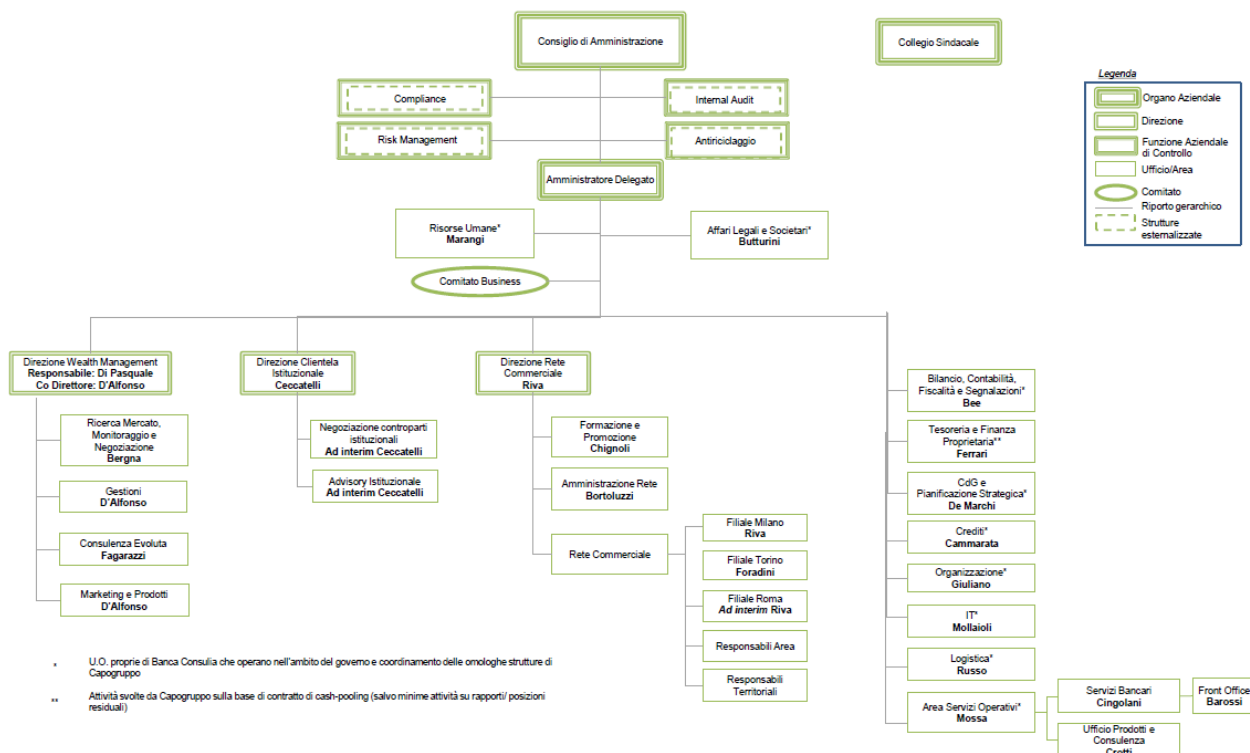 Consiglio di Amministrazione
Collegio Sindacale
Legenda
Organo Aziendale
Direzione
Funzione Aziendale
di Controllo
Ufficio/Area
Comitato
Riporto gerarchico
Strutture
esternalizzate
Compliance
Internal Audit
Risk Management
Antiriciclaggio
Amministratore Delegato
Risorse Umane*
Marangi
Affari Legali e Societari*
Butturini
Comitato Business
Direzione Wealth Management
Responsabile: Di Pasquale
Co Direttore: D'Alfonso
Direzione Clientela
Istituzionale
Ceccatelli
Direzione Rete
Commerciale
Riva
Ricerca Mercato,
Monitoraggio e
Negoziazione
Bergna
Gestioni
D'Alfonso
Consulenza Evoluta
Fagarazzi
Marketing e Prodotti
D'Alfonso
Negoziazione controparti
istituzionali
Ad interim Ceccatelli
Advisory Istituzionale
Ad interim Ceccatelli
Formazione e
Promozione
Chignoli
Amministrazione Rete
Bortoluzzi
Rete Commerciale
Filiale Milano
Riva
Filiale Torino
Foradini
Filiale Roma
Ad interim Riva
Responsabili Area
Responsabili
Territoriali
Bilancio, Contabilità,
Fiscalità e Segnalazioni*
Bee
Tesoreria e Finanza
Proprietaria**
Ferrari
CdG e
Pianificazione Strategica*
De Marchi
Crediti*
Cammarata
Organizzazione*
Giuliano
IT*
Mollaioli
Logistica*
Russo
Area Servizi Operativi*
Mossa
Servizi Bancari
Cingolani
Front Office
Barossi
Ufficio Prodotti e
Consulenza
Crotti
* U.O. proprie di Banca Consulia che operano nell'ambito del governo e coordinamento delle omologhe strutture di
Capogruppo
** Attività svolte da Capogruppo sulla base di contratto di cash-pooling (salvo minime attività su rapporti/ posizioni
residuali)